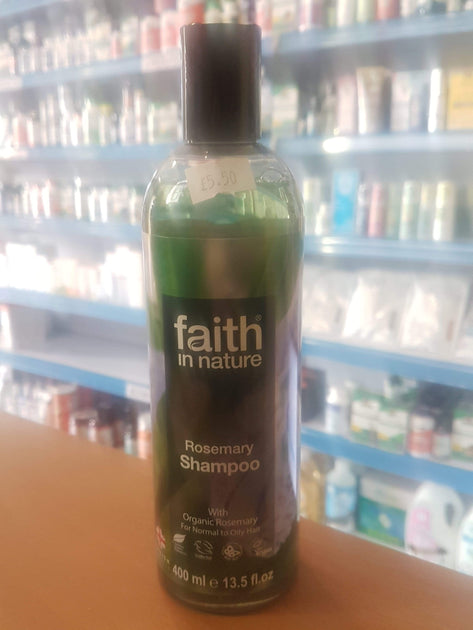 £5.50
faith®
in nature
Rosemary
Shampoo
With
Organic Rosemary
For Normal to Oily Hair
400 ml e 13.5 fl.oz